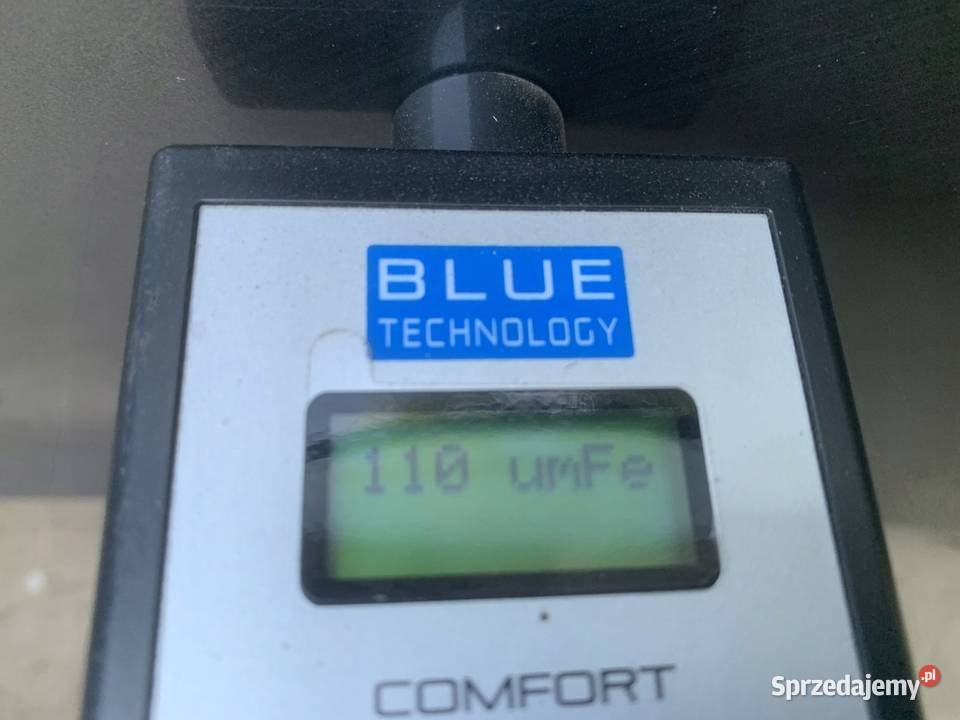 BLUE
TECHNOLOGY
110 umFe
COMFORT
Sprzedajemy.pl